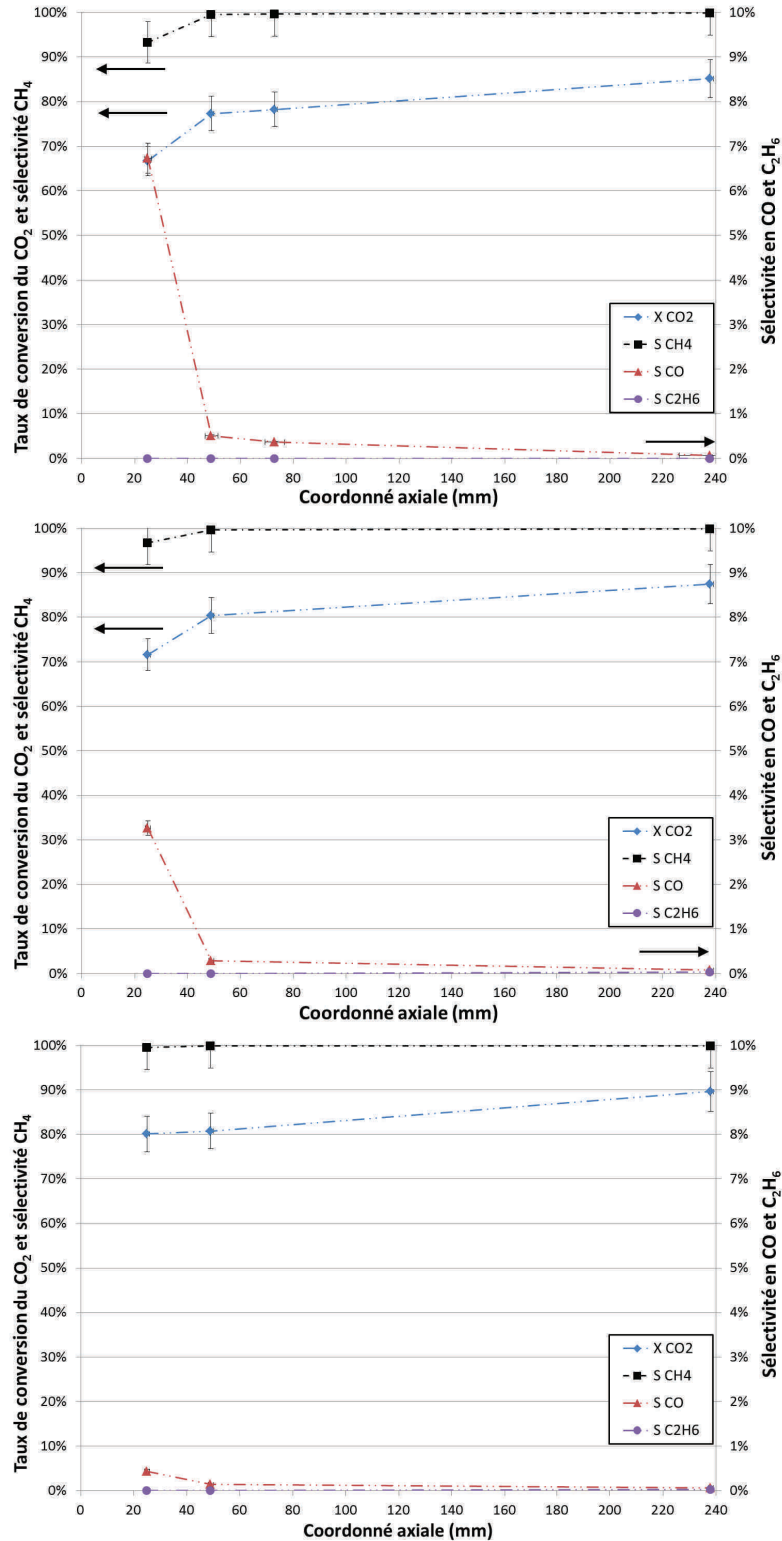 100%
90%
80%
70%
60%
50%
40%
30%
20%
10%
0%
10%
9%
8%
7%
6%
5%
4%
3%
2%
1%
0%
0 20 40 60 80 100 120 140 160 180 200 220 240
Taux de conversion du CO2 et sélectivité CH4
Sélectivité en CO et C2H6
Coordonné axiale (mm)
X CO2
S CH4
S CO
S C2H6
100%
90%
80%
70%
60%
50%
40%
30%
20%
10%
0%
10%
9%
8%
7%
6%
5%
4%
3%
2%
1%
0%
0 20 40 60 80 100 120 140 160 180 200 220 240
Taux de conversion du CO2 et sélectivité CH4
Sélectivité en CO et C2H6
Coordonné axiale (mm)
X CO2
S CH4
S CO
S C2H6
100%
90%
80%
70%
60%
50%
40%
30%
20%
10%
0%
10%
9%
8%
7%
6%
5%
4%
3%
2%
1%
0%
0 20 40 60 80 100 120 140 160 180 200 220 240
Taux de conversion du CO2 et sélectivité CH4
Sélectivité en CO et C2H6
Coordonné axiale (mm)
X CO2
S CH4
S CO
S C2H6